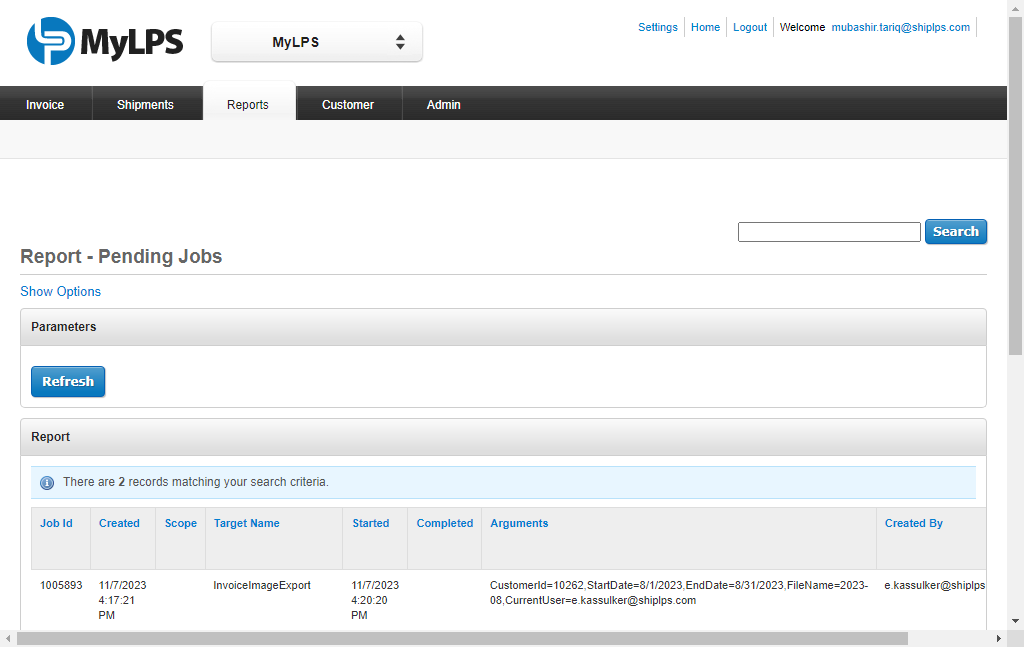 MyLPS
MyLPS
Settings Home Logout Welcome mubashir.tariq@shiplps.com
Invoice Shipments Reports Customer Admin
Search
Report - Pending Jobs
Show Options
Parameters
Refresh
Report
There are 2 records matching your search criteria.
Job Id Created Scope Target Name Started Completed Arguments Created By
1005893 11/7/2023 InvoiceImageExport 11/7/2023 CustomerId=10262,StartDate=8/1/2023,EndDate=8/31/2023,FileName=2023- e.kassulker@shiplps
4:17:21 4:20:20 08,CurrentUser=e.kassulker@shiplps.com
PM PM